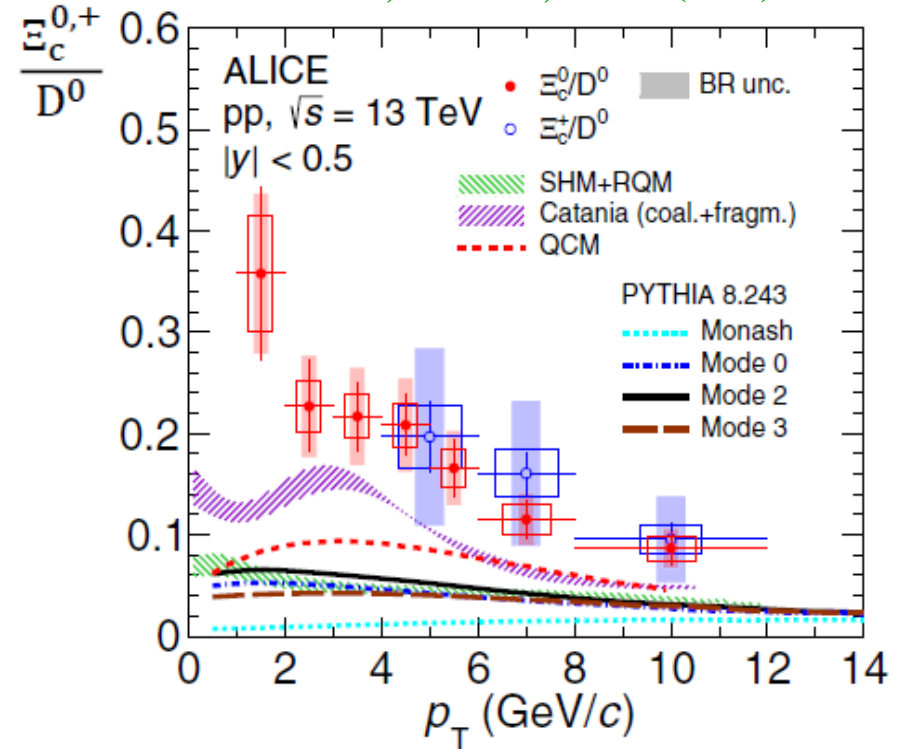 Ξc0,+
D0
0.6
0.5
0.4
0.3
0.2
0.1
0
ALICE
pp, √s = 13 TeV
|y| < 0.5
Ξc0/D0
BR unc.
Ξc+/D0
SHM+RQM
Catania (coal.+fragm.)
QCM
PYTHIA 8.243
Monash
Mode 0
Mode 2
Mode 3
0 2 4 6 8 10 12 14
pT (GeV/c)